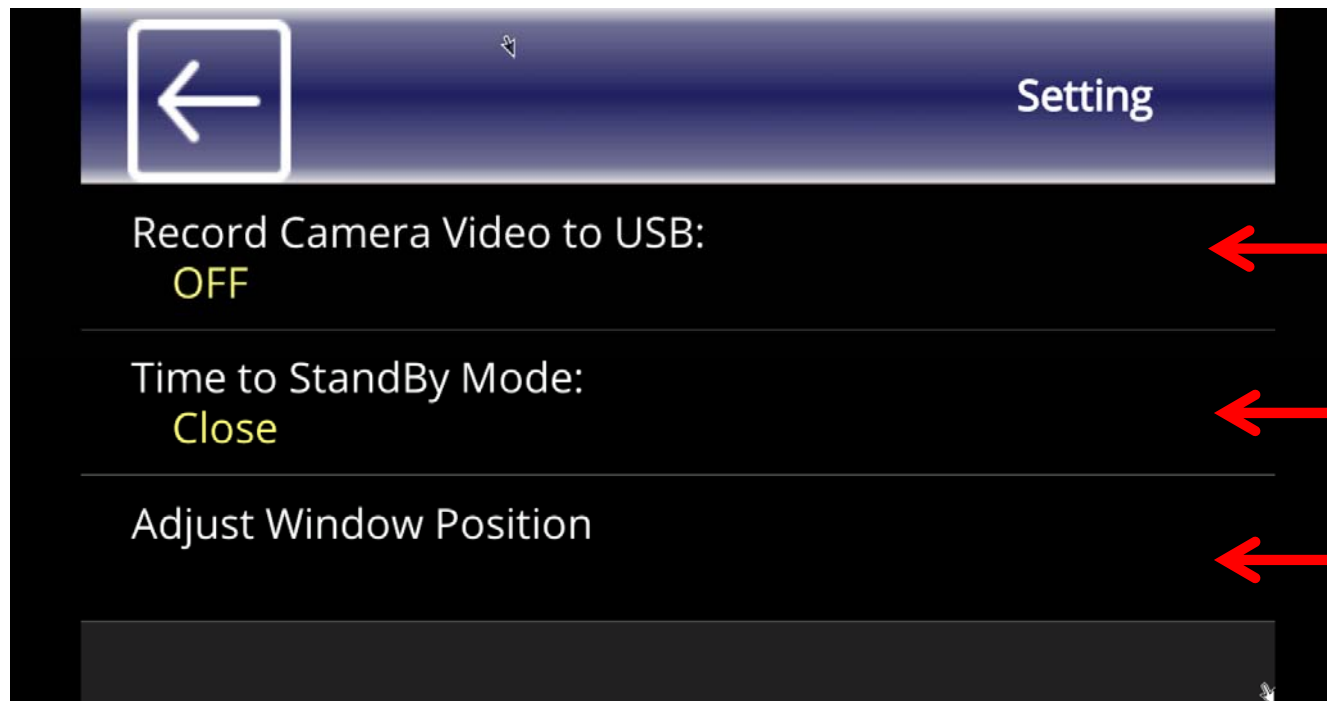 Setting
Record Camera Video to USB:
OFF
Time to StandBy Mode:
Close
Adjust Window Position